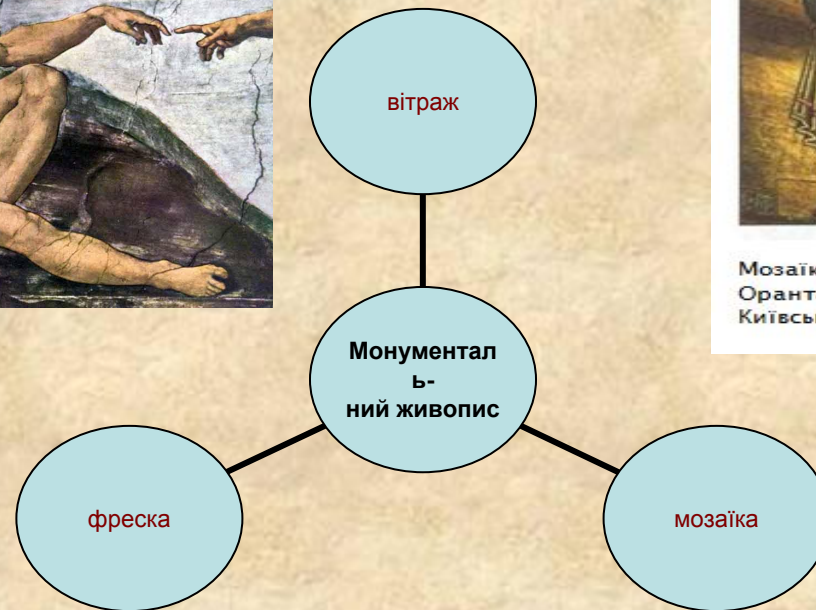 вітраж
Монументал
ь-
ний живопис
фреска
мозаїка